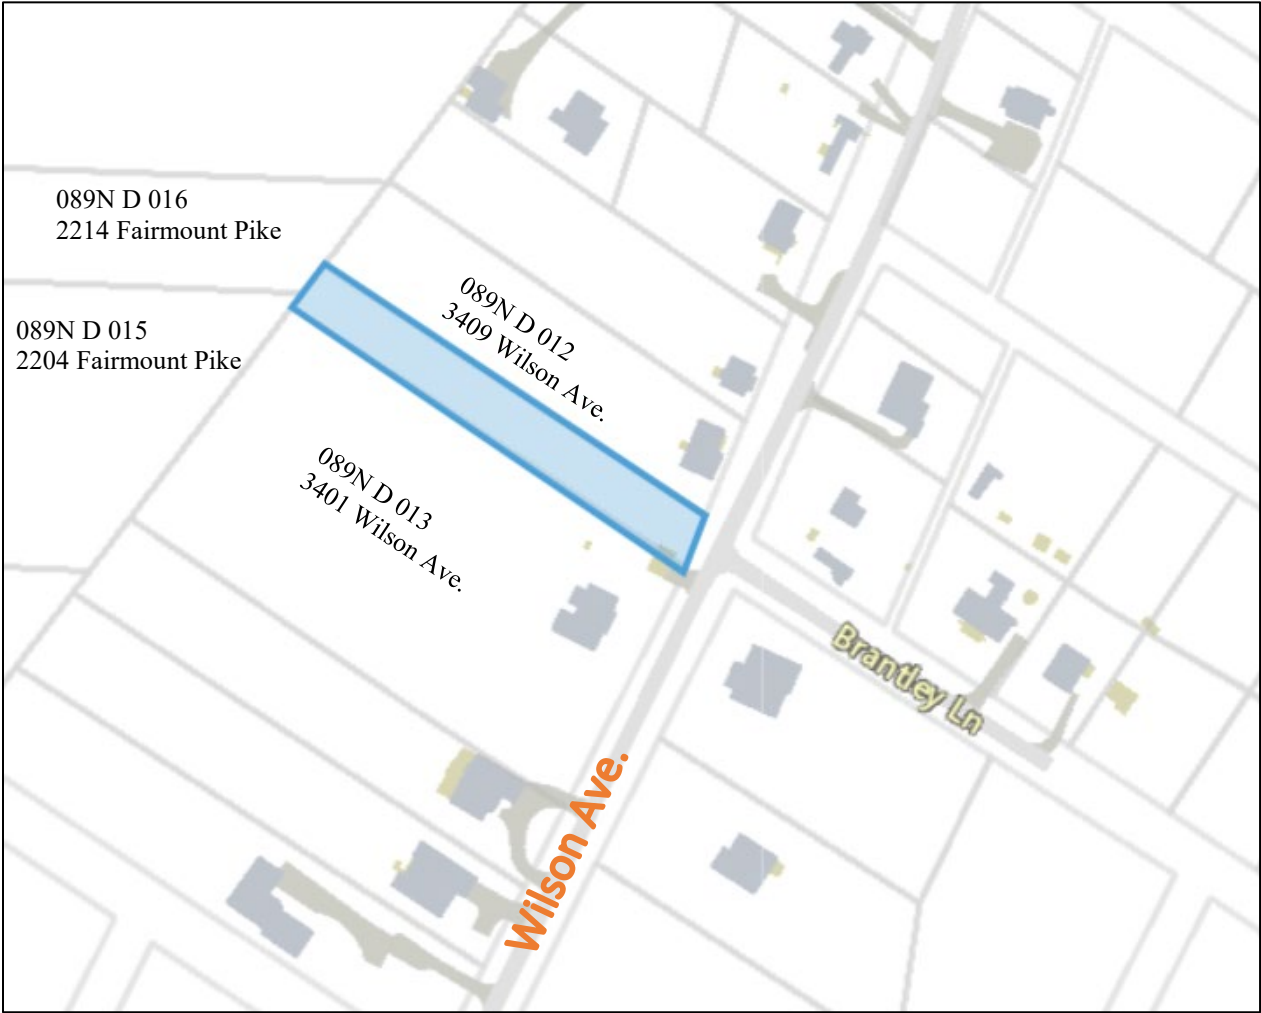 089N D 016
2214 Fairmount Pike
089N D 012
3409 Wilson Ave.
089N D 015
2204 Fairmount Pike
089N D 013
3401 Wilson Ave.
Brantley Ln
Wilson Ave.